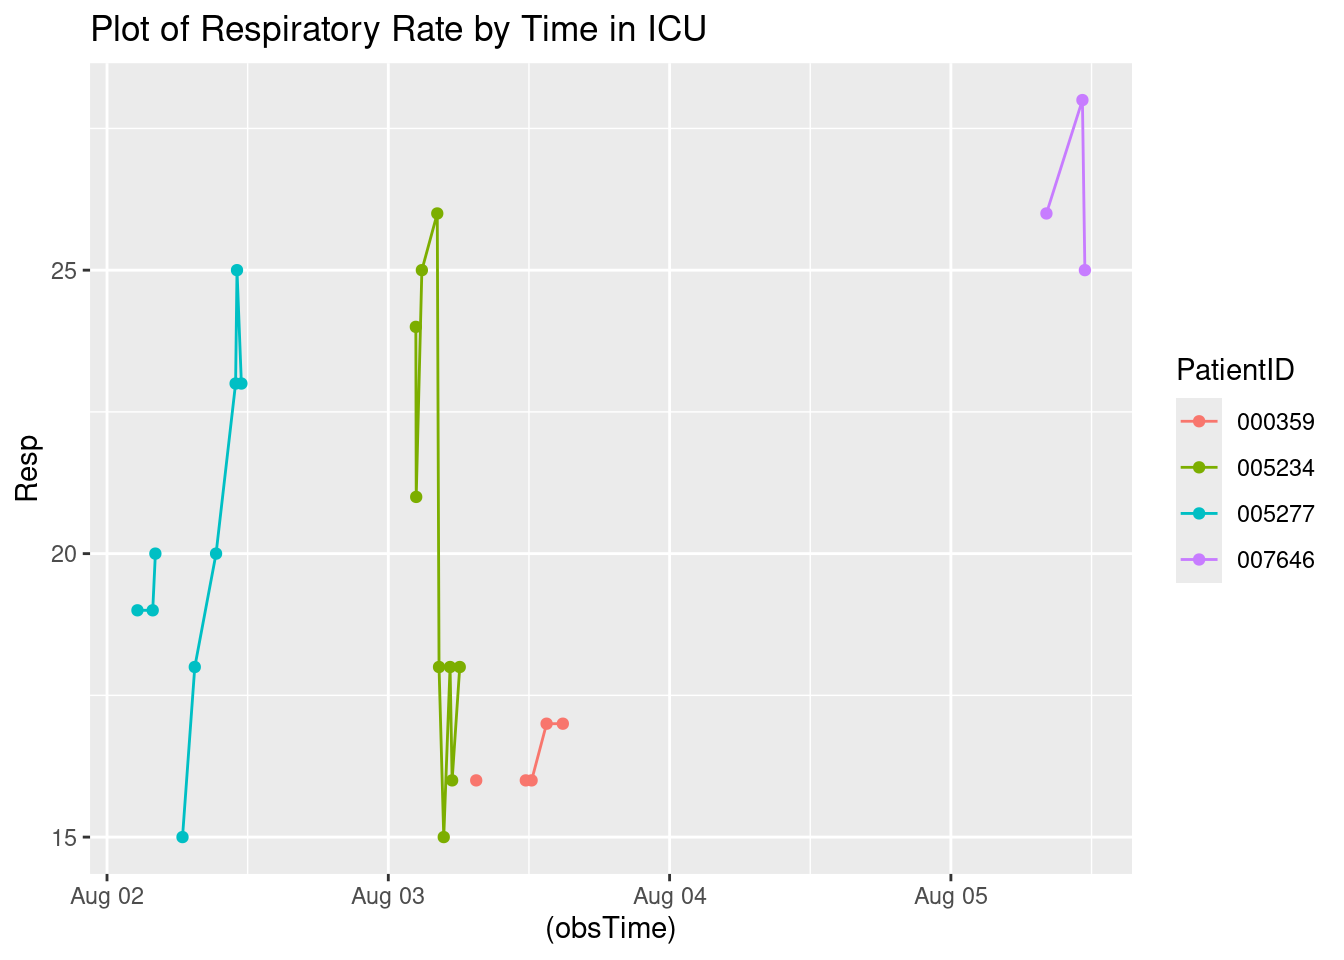 Plot of Respiratory Rate by Time in ICU
Resp
25
20
15
Aug 02
Aug 03
Aug 04
Aug 05
(obsTime)
PatientID
000359
005234
005277
007646